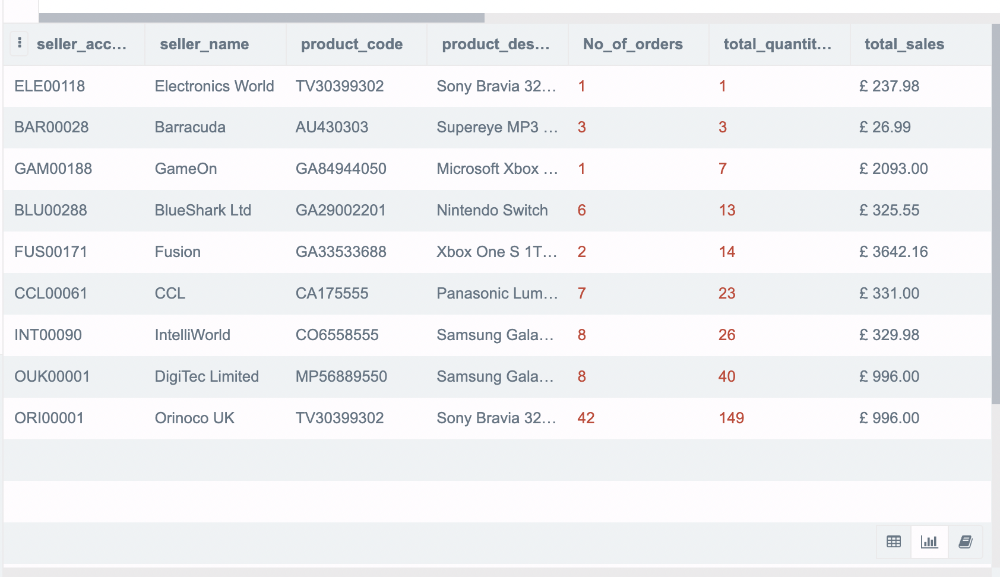 seller_acc... seller_name product_code product_des... No_of_orders total_quantit... total_sales
ELE00118 Electronics World TV30399302 Sony Bravia 32... 1 1 £ 237.98
BAR00028 Barracuda AU430303 Supereye MP3 ... 3 3 £ 26.99
GAM00188 GameOn GA84944050 Microsoft Xbox ... 1 7 £ 2093.00
BLU00288 BlueShark Ltd GA29002201 Nintendo Switch 6 13 £ 325.55
FUS00171 Fusion GA33533688 Xbox One S 1T... 2 14 £ 3642.16
CCL00061 CCL CA175555 Panasonic Lum... 7 23 £ 331.00
INT00090 IntelliWorld CO6558555 Samsung Gala... 8 26 £ 329.98
OUK00001 DigiTec Limited MP56889550 Samsung Gala... 8 40 £ 996.00
ORI00001 Orinoco UK TV30399302 Sony Bravia 32... 42 149 £ 996.00